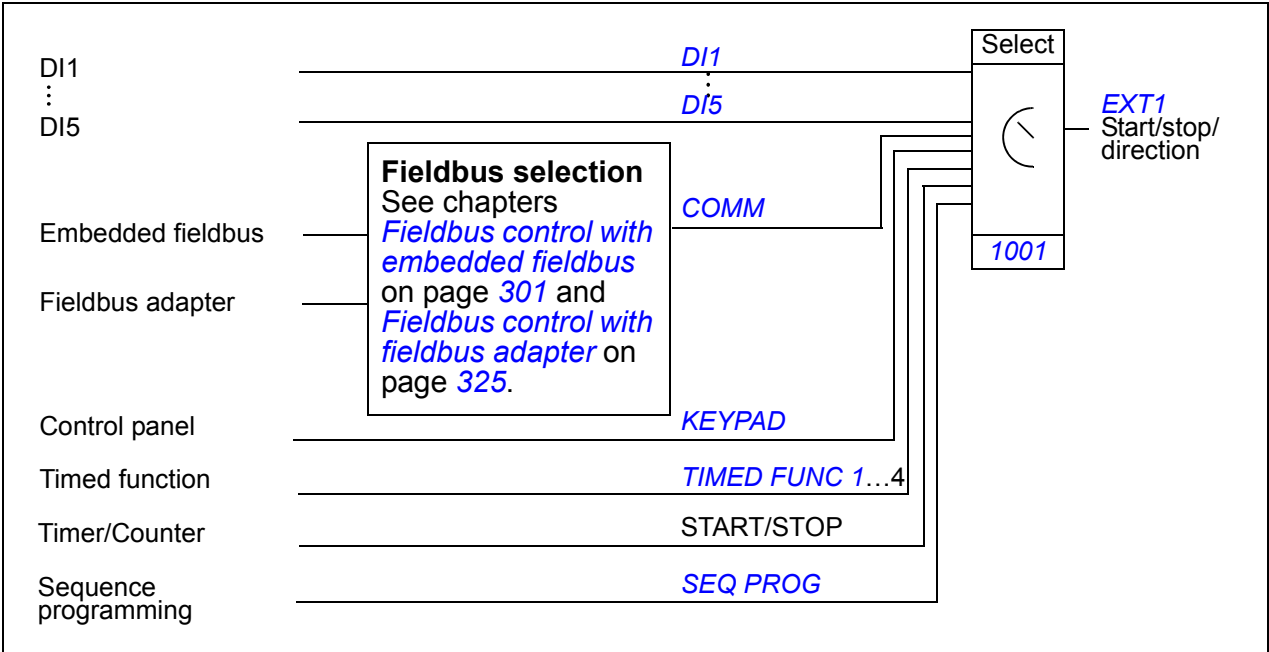 Select
DI1
DI1
DI5
DI5
EXT1
Start/stop/
direction
Fieldbus selection
See chapters
Fieldbus control with
embedded fieldbus
on page 301 and
Fieldbus control with
fieldbus adapter on
page 325.
COMM
Embedded fieldbus
1001
Fieldbus adapter
Control panel
KEYPAD
Timed function
TIMED FUNC 1…4
Timer/Counter
START/STOP
Sequence
programming
SEQ PROG